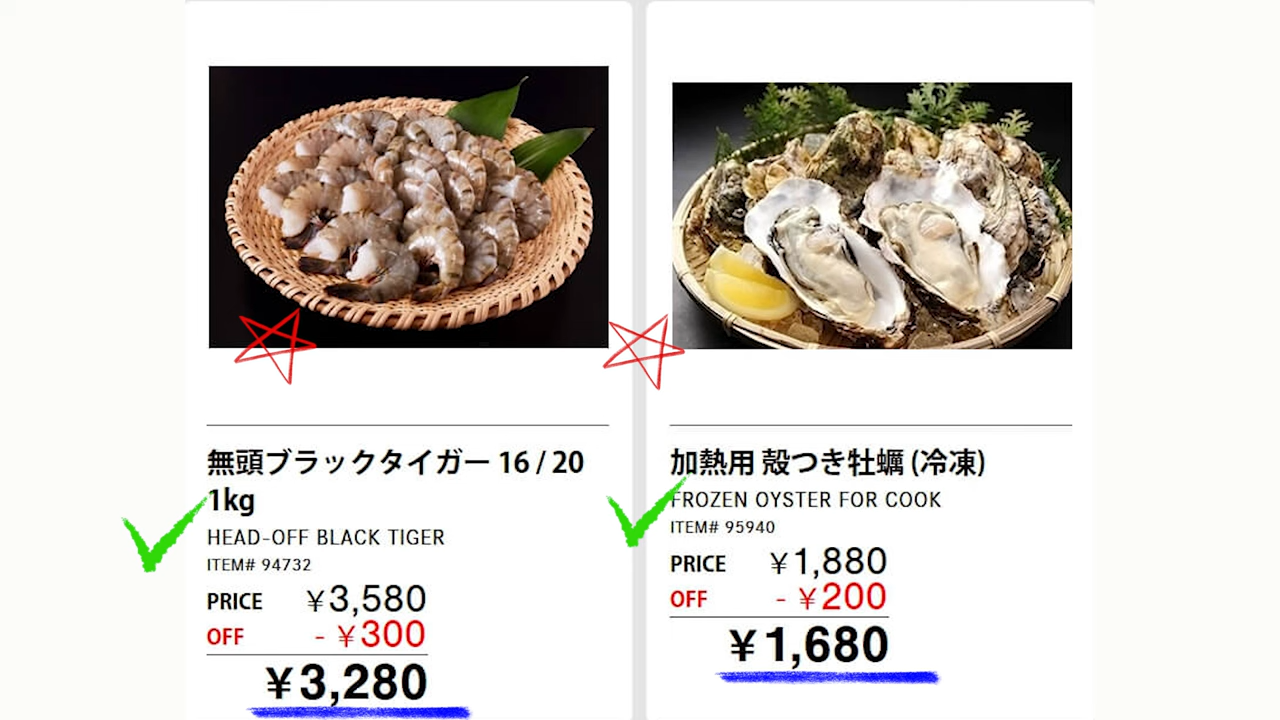 無頭ブラックタイガー 16 / 20
1kg
HEAD-OFF BLACK TIGER
ITEM# 94732
PRICE ¥3,580
OFF - ¥300
¥3,280
加熱用 殻つき牡蠣 (冷凍)
FROZEN OYSTER FOR COOK
ITEM# 95940
PRICE ¥1,880
OFF - ¥200
¥1,680